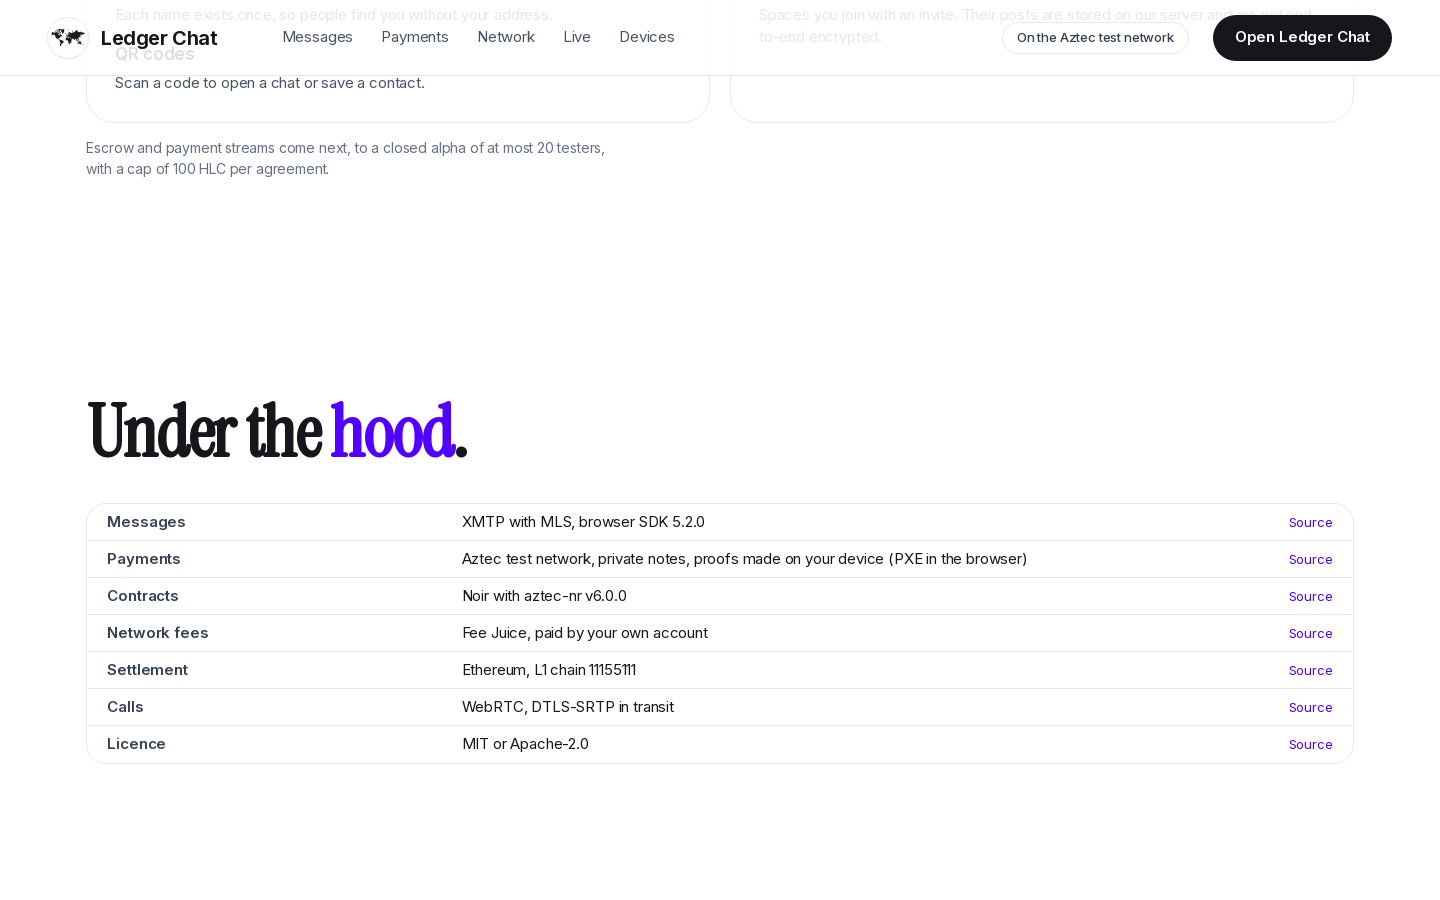 Each name exists once, so people find you without your address.
Spaces you join with an invite. Their posts are stored on our server and are not end-
to-end encrypted.
Ledger Chat
Messages
Payments
Network
Live
Devices
On the Aztec test network
Open Ledger Chat
QR codes
Scan a code to open a chat or save a contact.
Escrow and payment streams come next, to a closed alpha of at most 20 testers,
with a cap of 100 HLC per agreement.
Under the hood.
Messages XMTP with MLS, browser SDK 5.2.0 Source
Payments Aztec test network, private notes, proofs made on your device (PXE in the browser) Source
Contracts Noir with aztec-nr v6.0.0 Source
Network fees Fee Juice, paid by your own account Source
Settlement Ethereum, L1 chain 11155111 Source
Calls WebRTC, DTLS-SRTP in transit Source
Licence MIT or Apache-2.0 Source